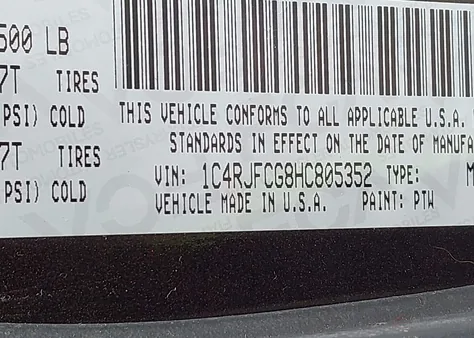 500 LB
7T TIRES
PSI) COLD THIS VEHICLE CONFORMS TO ALL APPLICABLE U.S.A.
STANDARDS IN EFFECT ON THE DATE OF MANUFA
7T TIRES
VIN: 1C4RJFCG8HC805352 TYPE: M
PSI) COLD
VEHICLE MADE IN U.S.A. PAINT: PTW